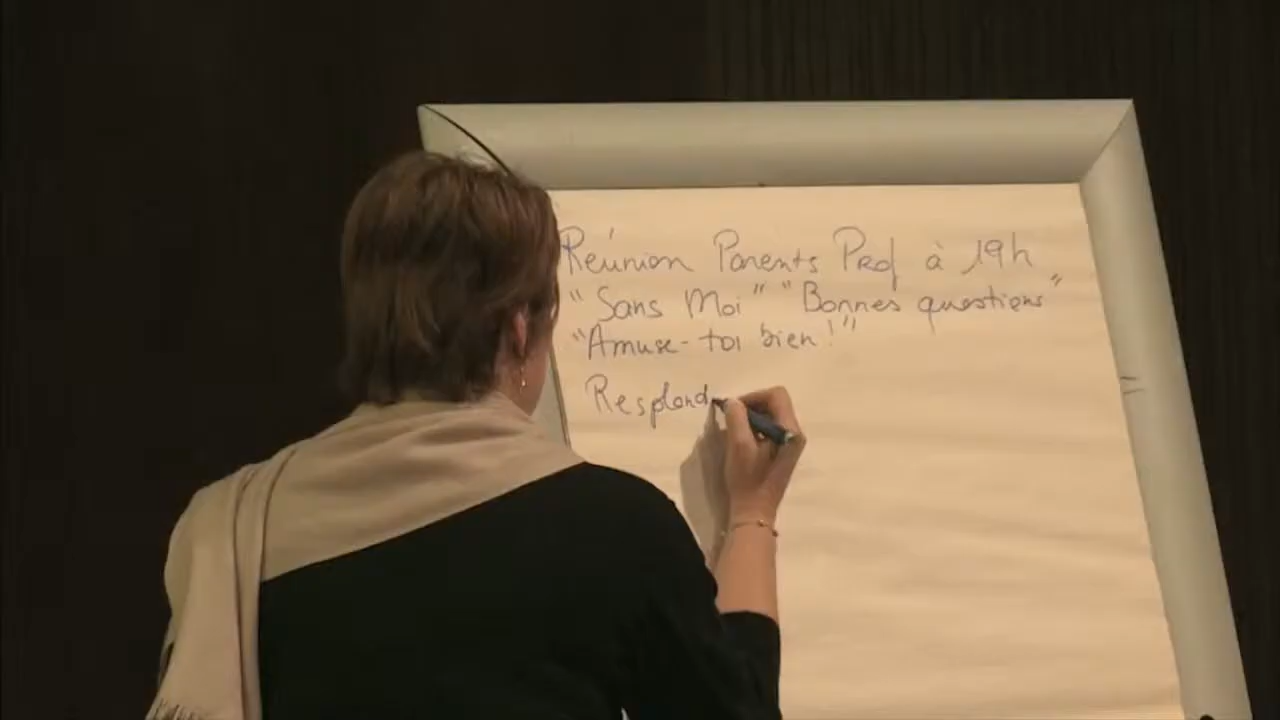 Réunion Parents Prof à 19h
"Sans Moi" "Bonnes questions"
"Amuse-toi bien!"
Resplend